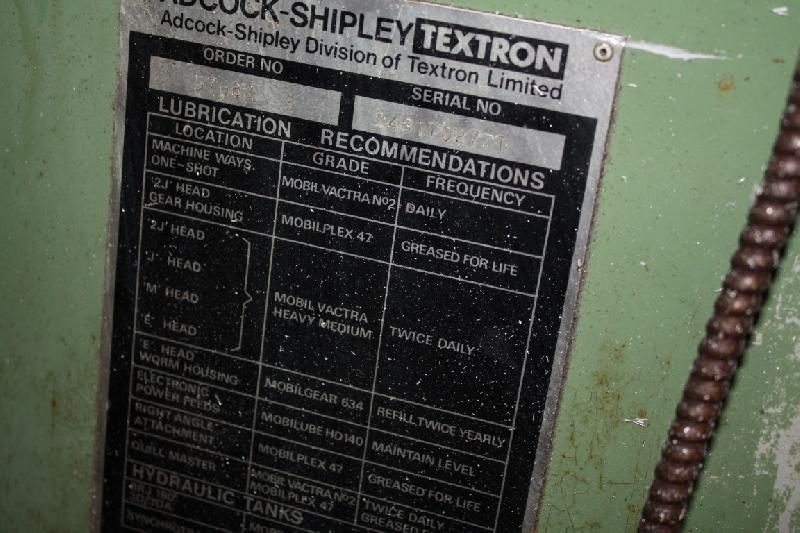 ADCOCK-SHIPLEY TEXTRON
Adcock-Shipley Division of Textron Limited
ORDER NO SERIAL NO
LUBRICATION RECOMMENDATIONS
LOCATION GRADE FREQUENCY
MACHINE WAYS ONE-SHOT MOBIL VACTRA Nº2 DAILY
'2J' HEAD GEAR HOUSING MOBILPLEX 47 GREASED FOR LIFE
'2J' HEAD
'J' HEAD
'M' HEAD
'E' HEAD
MOBIL VACTRA
HEAVY MEDIUM
TWICE DAILY
'E' HEAD
WORM HOUSING MOBILGEAR 634 REFILL TWICE YEARLY
ELECTRONIC
POWER FEEDS MOBILUBE HD140 MAINTAIN LEVEL
RIGHT ANGLE
ATTACHMENT MOBILPLEX 47 GREASED FOR LIFE
QUILL MASTER MOBIL VACTRA Nº2 TWICE DAILY
MOBILPLEX 47 GREASED
HYDRAULIC TANKS